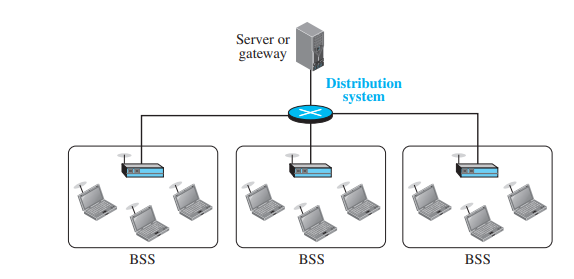 Server or
gateway
Distribution
system
BSS
BSS
BSS